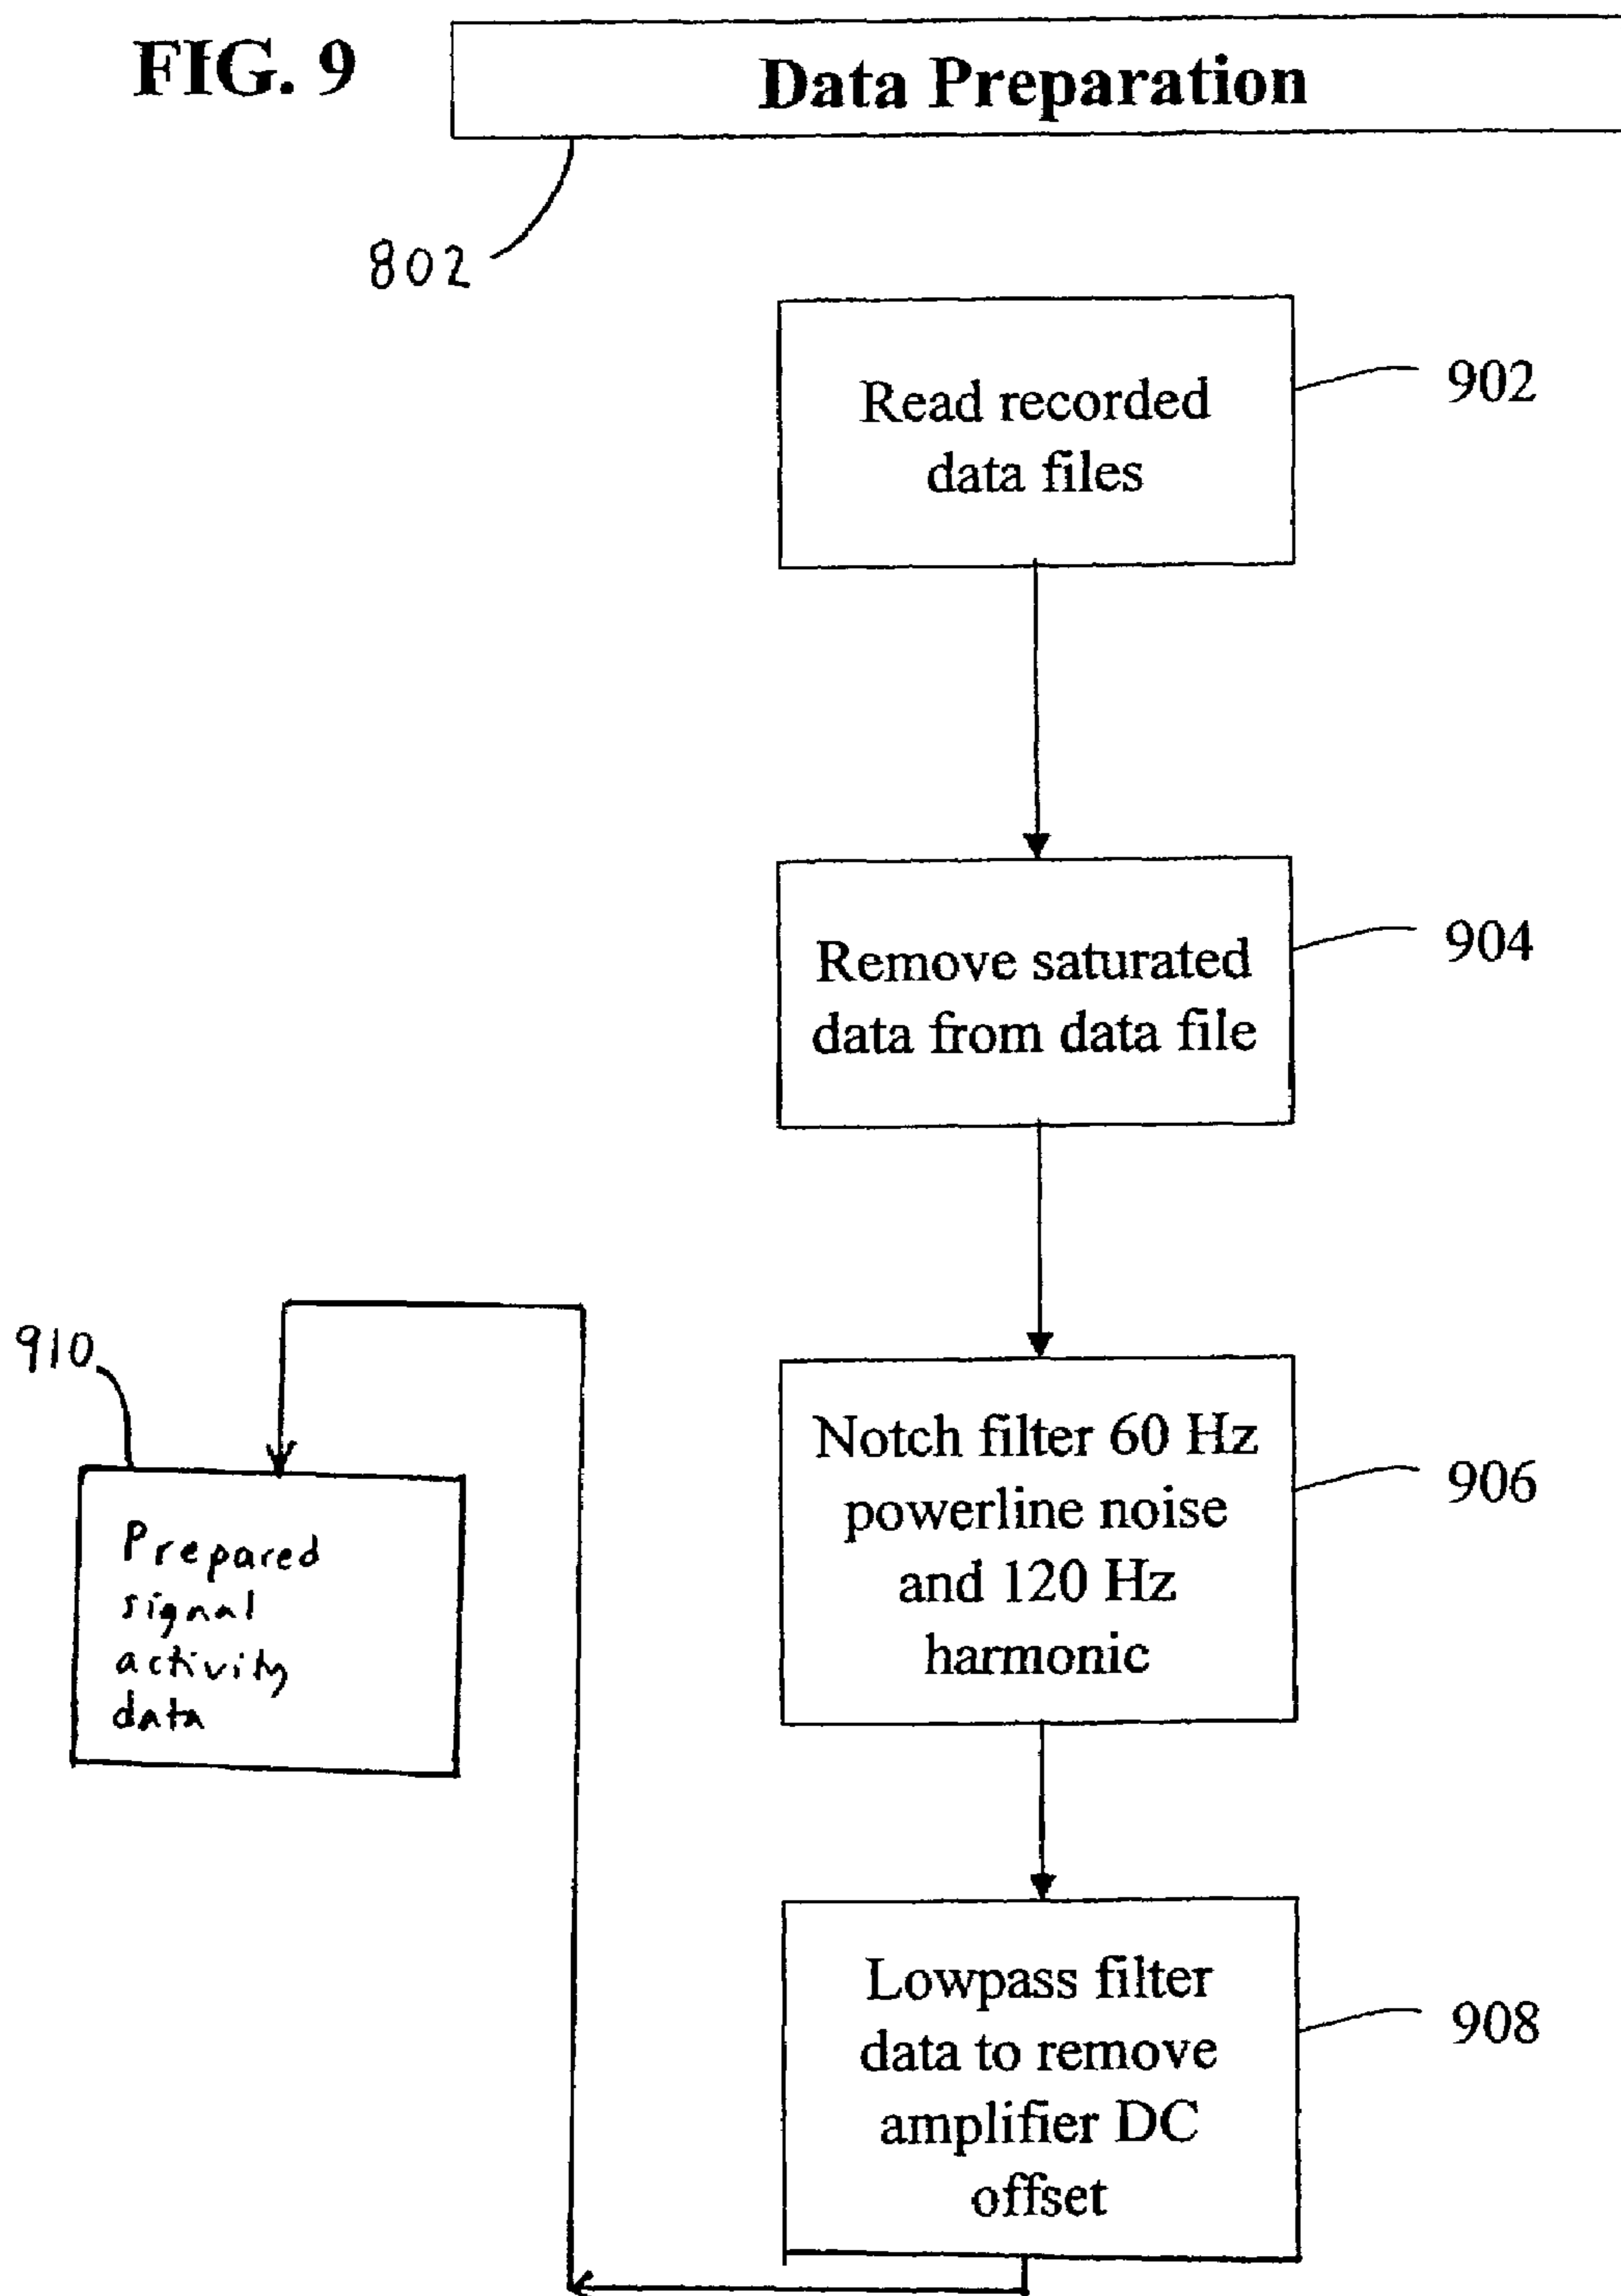 FIG. 9
Data Preparation
802
Read recorded
data files
902
Remove saturated
data from data file
904
Notch filter 60 Hz
powerline noise
and 120 Hz
harmonic
906
Lowpass filter
data to remove
amplifier DC
offset
908
910
Prepared
signal
activity
data